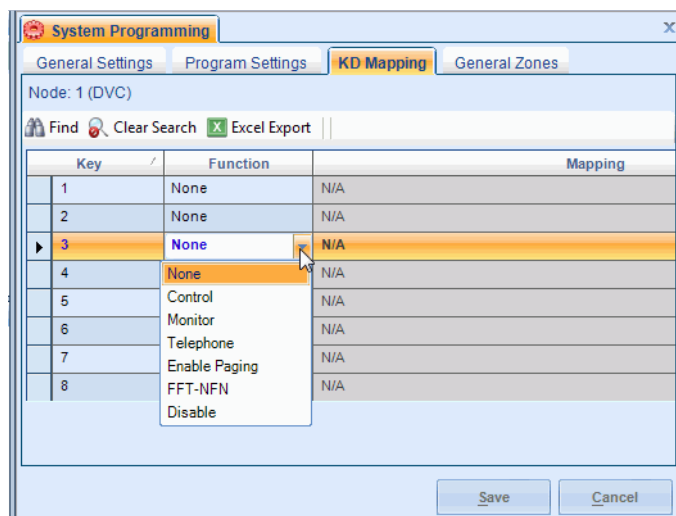 System Programming x
General Settings Program Settings KD Mapping General Zones
Node: 1 (DVC)
Find Clear Search Excel Export
Key Function Mapping
1 None N/A
2 None N/A
3 None N/A
4 None N/A
5 Control N/A
6 Monitor N/A
7 Telephone N/A
8 Enable Paging N/A
FFT-NFN
Disable
Save Cancel